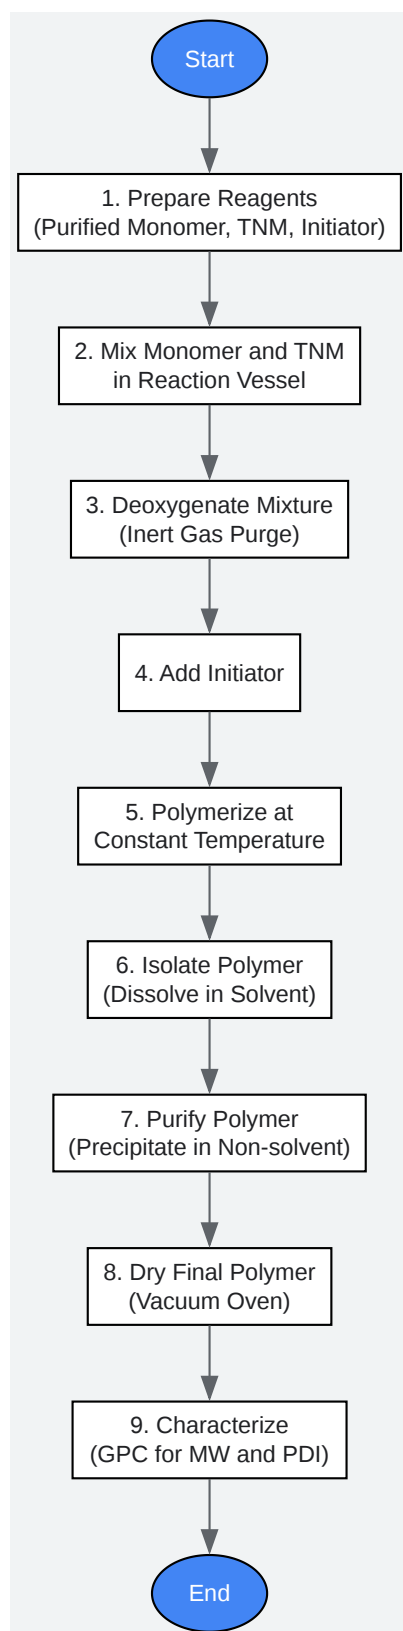 Start
1. Prepare Reagents
(Purified Monomer, TNM, Initiator)
2. Mix Monomer and TNM
in Reaction Vessel
3. Deoxygenate Mixture
(Inert Gas Purge)
4. Add Initiator
5. Polymerize at
Constant Temperature
6. Isolate Polymer
(Dissolve in Solvent)
7. Purify Polymer
(Precipitate in Non-solvent)
8. Dry Final Polymer
(Vacuum Oven)
9. Characterize
(GPC for MW and PDI)
End